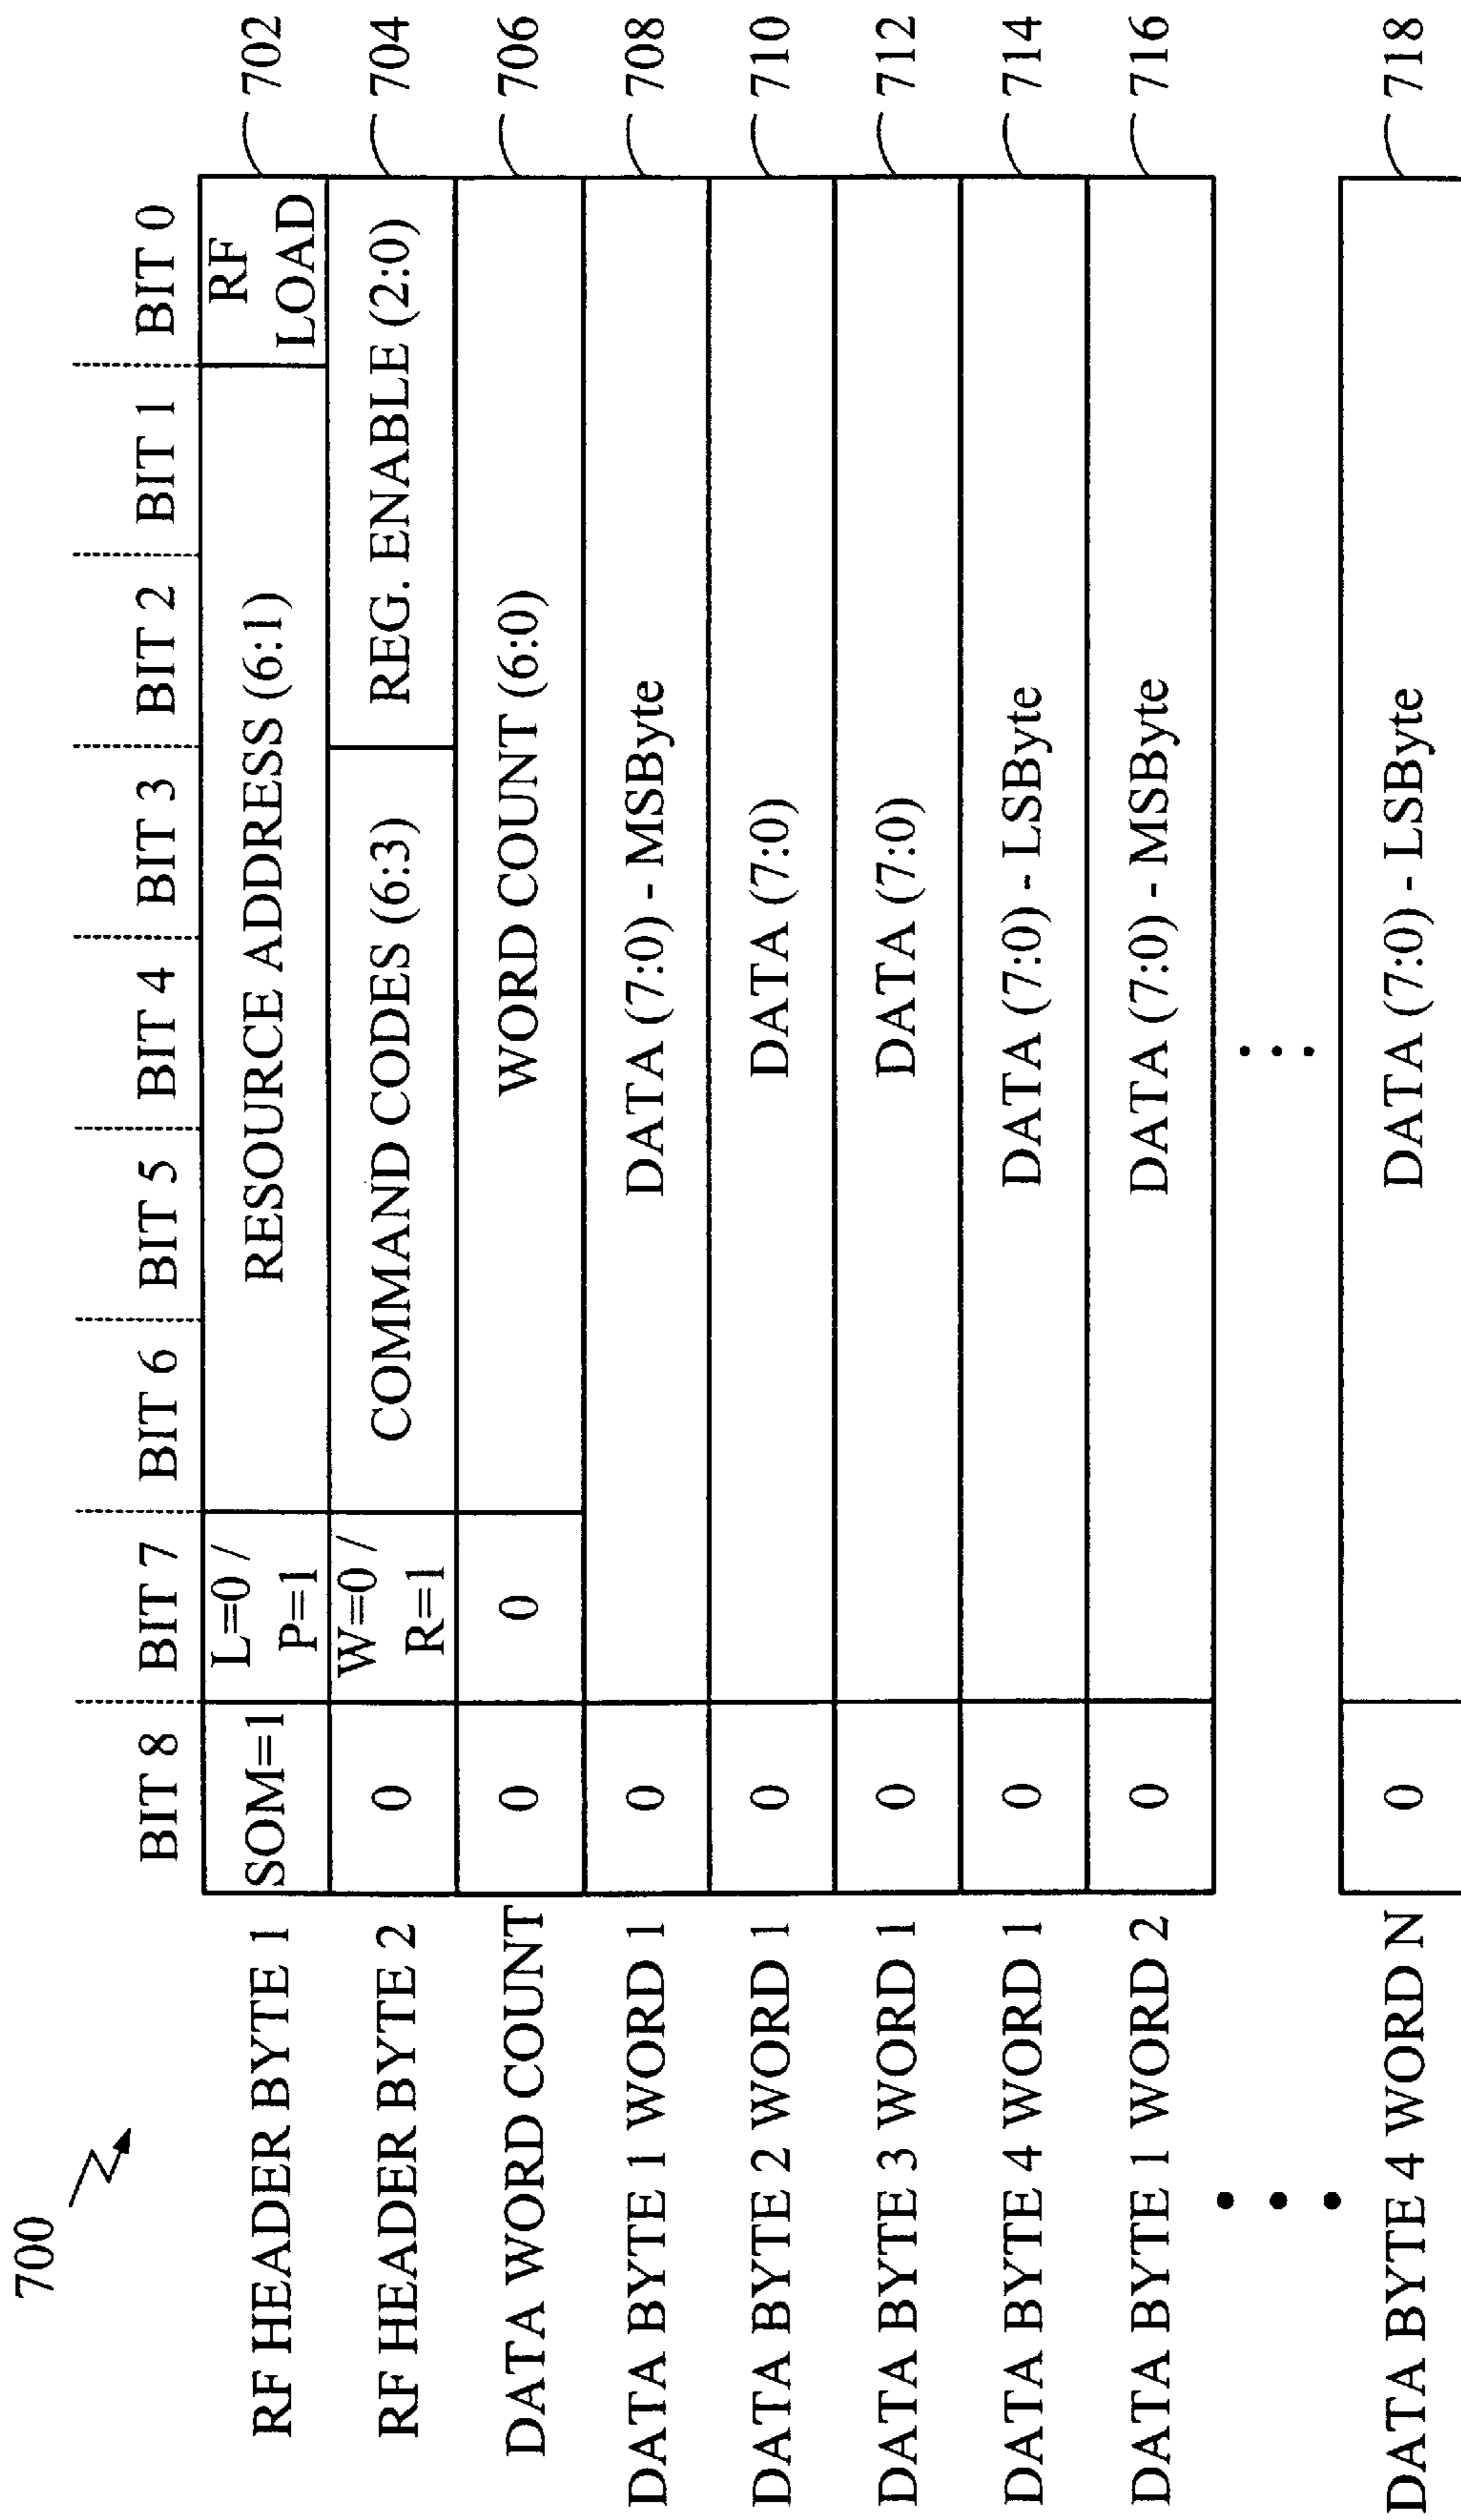 700
BIT 8 BIT 7 BIT 6 BIT 5 BIT 4 BIT 3 BIT 2 BIT 1 BIT 0
RF HEADER BYTE 1 SOM=1 L=0 / P=1 RESOURCE ADDRESS (6:1) RF LOAD 702
RF HEADER BYTE 2 0 W=0 / R=1 COMMAND CODES (6:3) REG. ENABLE (2:0) 704
DATA WORD COUNT 0 0 WORD COUNT (6:0) 706
DATA BYTE 1 WORD 1 0 DATA (7:0) - MSByte 708
DATA BYTE 2 WORD 1 0 DATA (7:0) 710
DATA BYTE 3 WORD 1 0 DATA (7:0) 712
DATA BYTE 4 WORD 1 0 DATA (7:0) - LSByte 714
DATA BYTE 1 WORD 2 0 DATA (7:0) - MSByte 716
DATA BYTE 4 WORD N 0 DATA (7:0) - LSByte 718